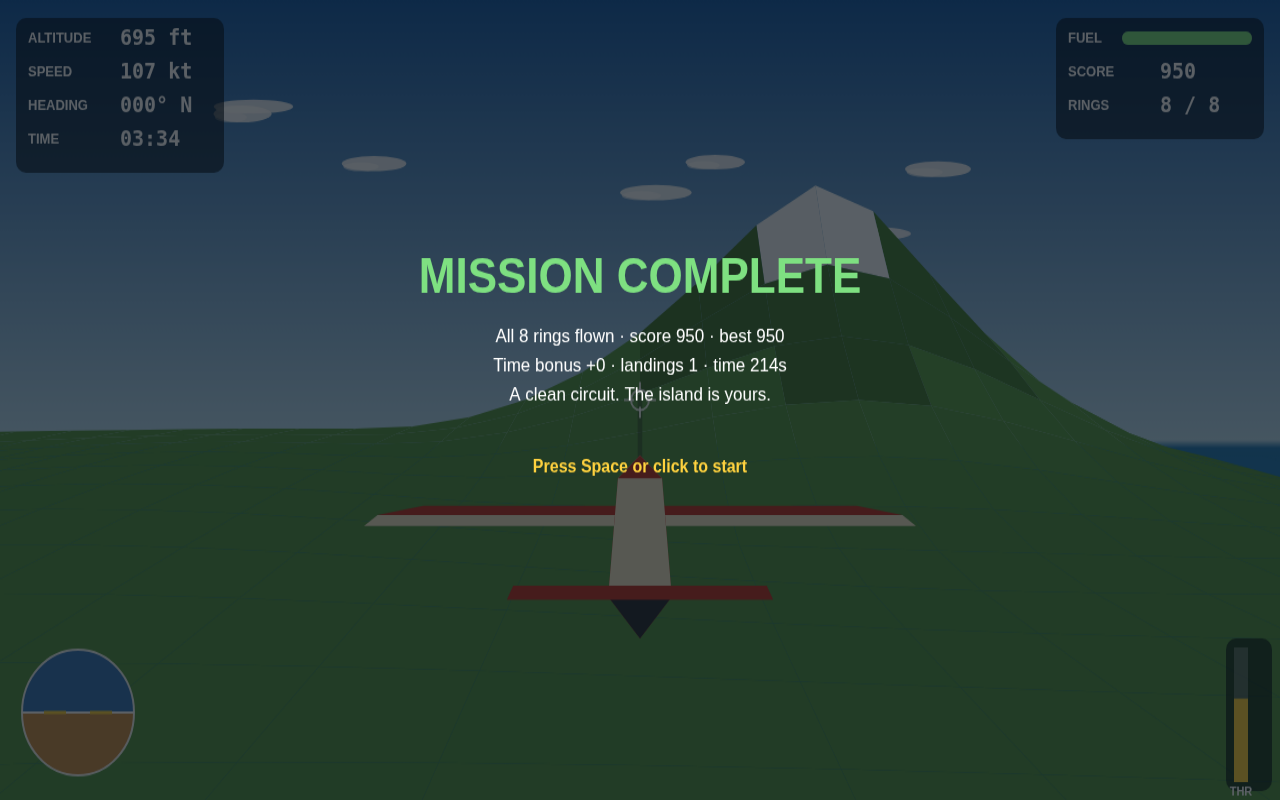 ALTITUDE 695 ft
SPEED 107 kt
HEADING 000° N
TIME 03:34
FUEL
SCORE 950
RINGS 8 / 8
MISSION COMPLETE
All 8 rings flown · score 950 · best 950
Time bonus +0 · landings 1 · time 214s
A clean circuit. The island is yours.
Press Space or click to start
THR